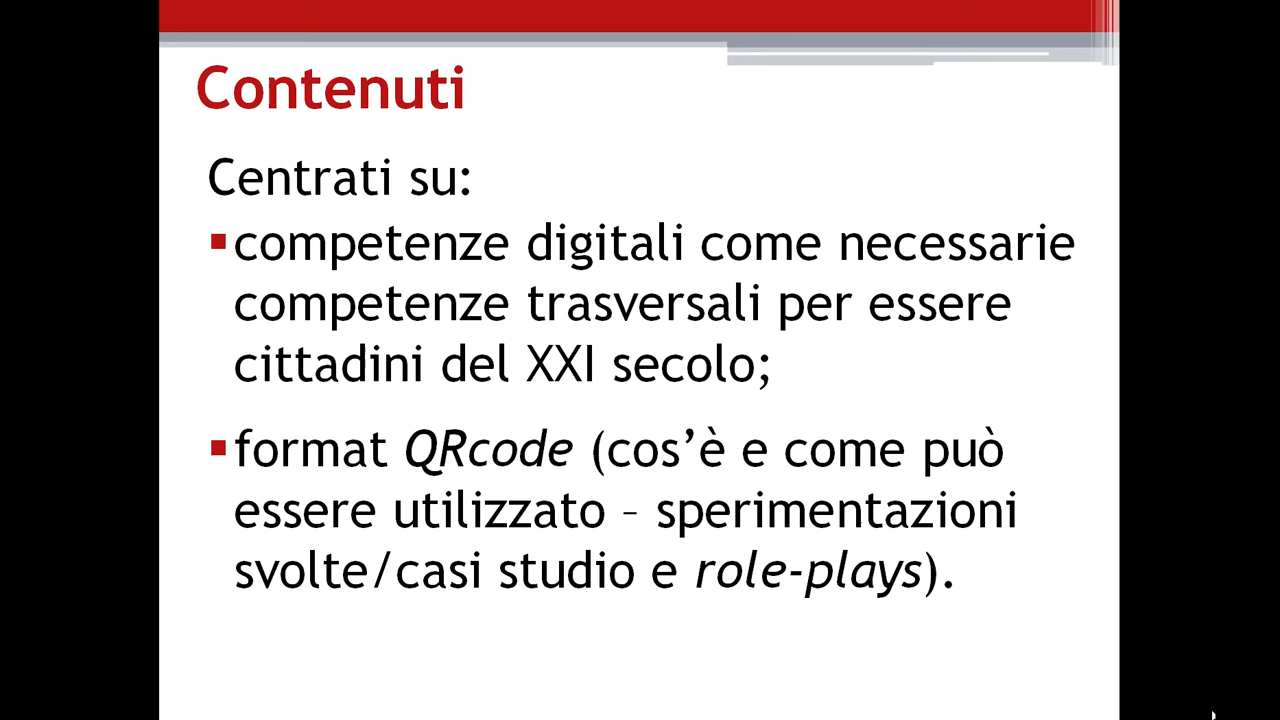 Contenuti
Centrati su:
▪competenze digitali come necessarie
competenze trasversali per essere
cittadini del XXI secolo;
▪format QRcode (cos’è e come può
essere utilizzato – sperimentazioni
svolte/casi studio e role-plays).